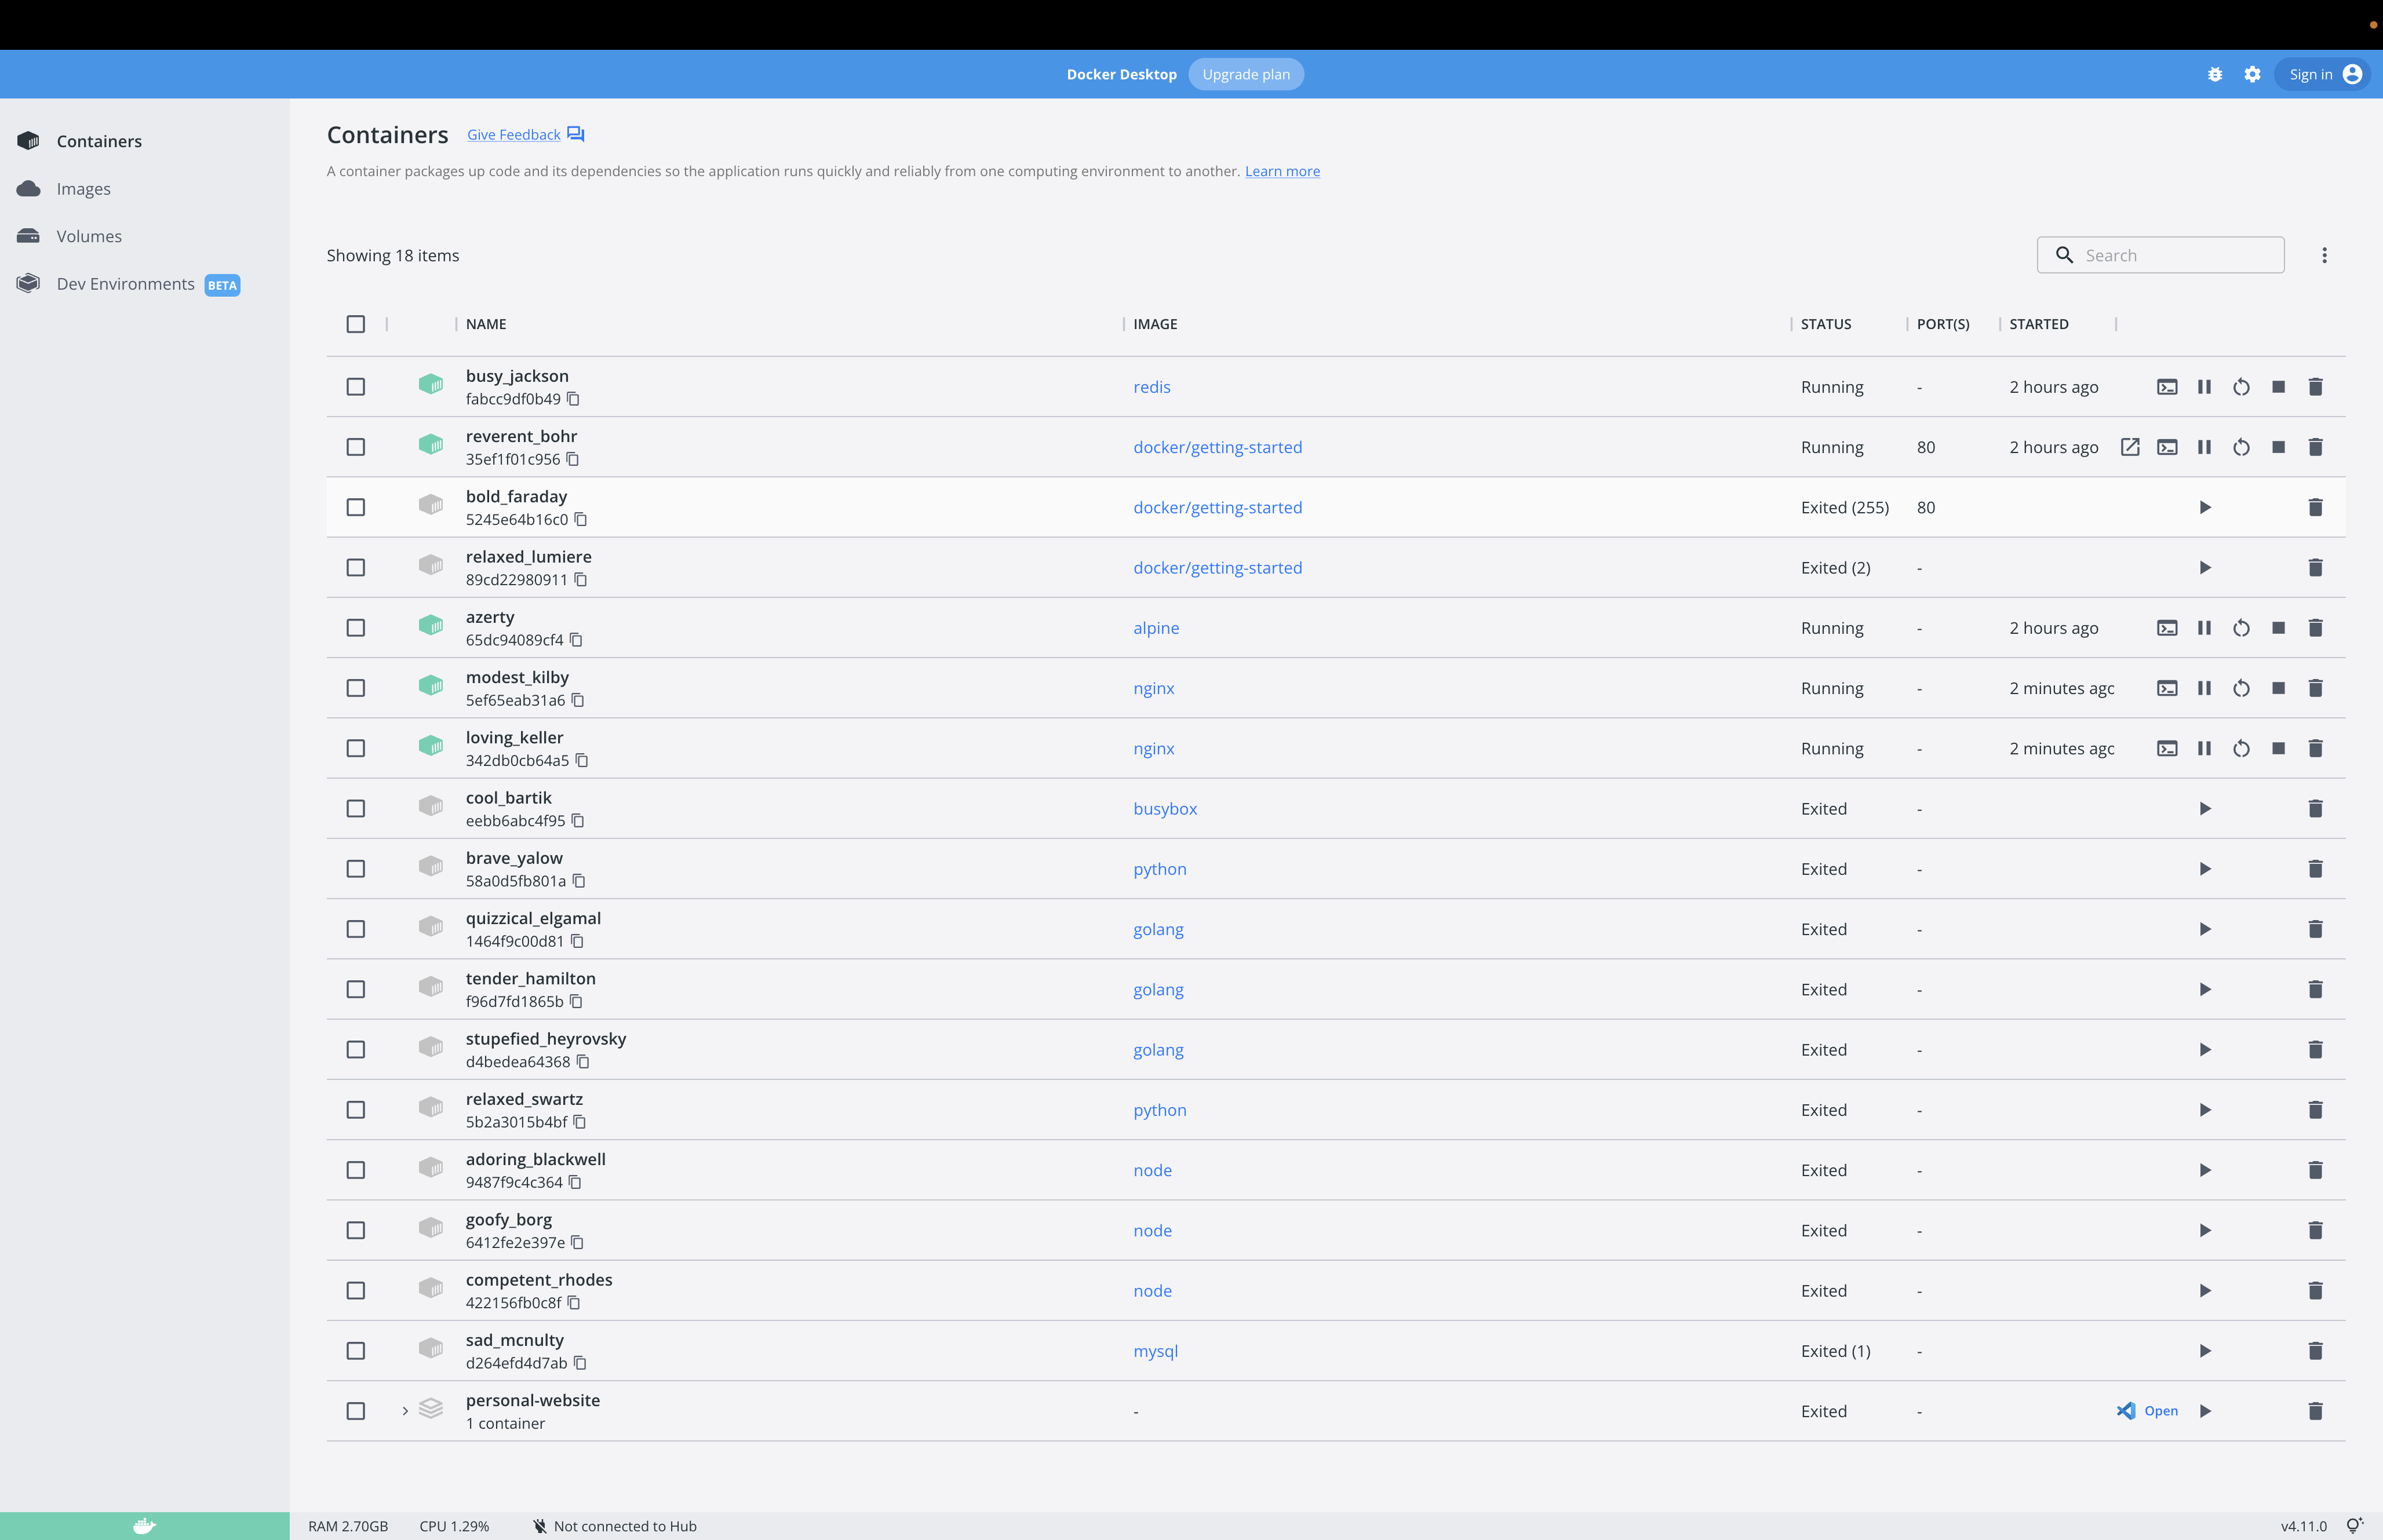 Docker Desktop Upgrade plan Sign in
Containers
Images
Volumes
Dev Environments BETA
Containers Give Feedback
A container packages up code and its dependencies so the application runs quickly and reliably from one computing environment to another. Learn more
Showing 18 items Search
NAME IMAGE STATUS PORT(S) STARTED
busy_jackson
fabcc9df0b49
redis Running - 2 hours ago
reverent_bohr
35ef1f01c956
docker/getting-started Running 80 2 hours ago
bold_faraday
5245e64b16c0
docker/getting-started Exited (255) 80
relaxed_lumiere
89cd22980911
docker/getting-started Exited (2) -
azerty
65dc94089cf4
alpine Running - 2 hours ago
modest_kilby
5ef65eab31a6
nginx Running - 2 minutes agc
loving_keller
342db0cb64a5
nginx Running - 2 minutes agc
cool_bartik
eebb6abc4f95
busybox Exited -
brave_yalow
58a0d5fb801a
python Exited -
quizzical_elgamal
1464f9c00d81
golang Exited -
tender_hamilton
f96d7fd1865b
golang Exited -
stupefied_heyrovsky
d4bedea64368
golang Exited -
relaxed_swartz
5b2a3015b4bf
python Exited -
adoring_blackwell
9487f9c4c364
node Exited -
goofy_borg
6412fe2e397e
node Exited -
competent_rhodes
422156fb0c8f
node Exited -
sad_mcnulty
d264efd4d7ab
mysql Exited (1) -
personal-website
1 container
- Exited - Open
RAM 2.70GB CPU 1.29% Not connected to Hub v4.11.0